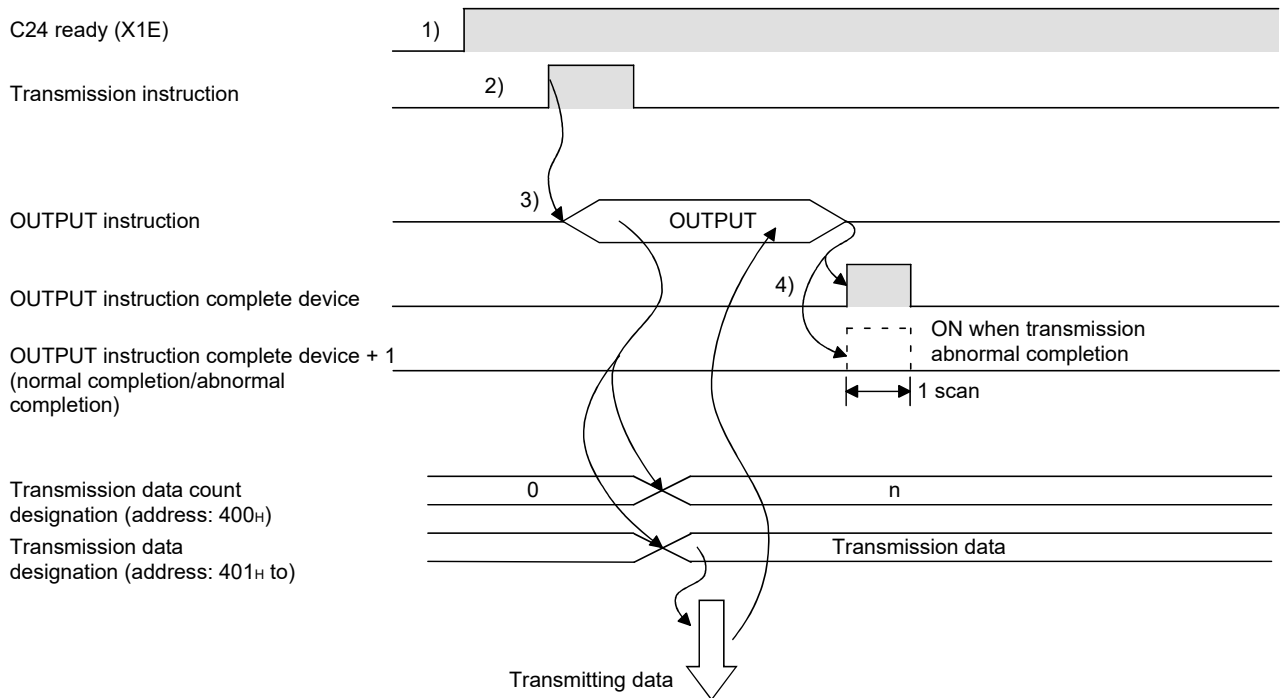 C24 ready (X1E)
1)
Transmission instruction
2)
3)
OUTPUT instruction
OUTPUT
4)
OUTPUT instruction complete device
ON when transmission
abnormal completion
OUTPUT instruction complete device + 1
(normal completion/abnormal
completion)
1 scan
Transmission data count
designation (address: 400H)
0
n
Transmission data
designation (address: 401H to)
Transmission data
Transmitting data